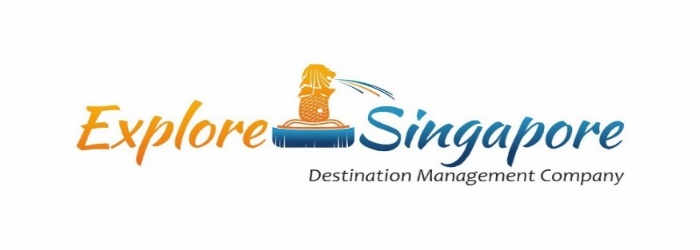 Explore Singapore
Destination Management Company